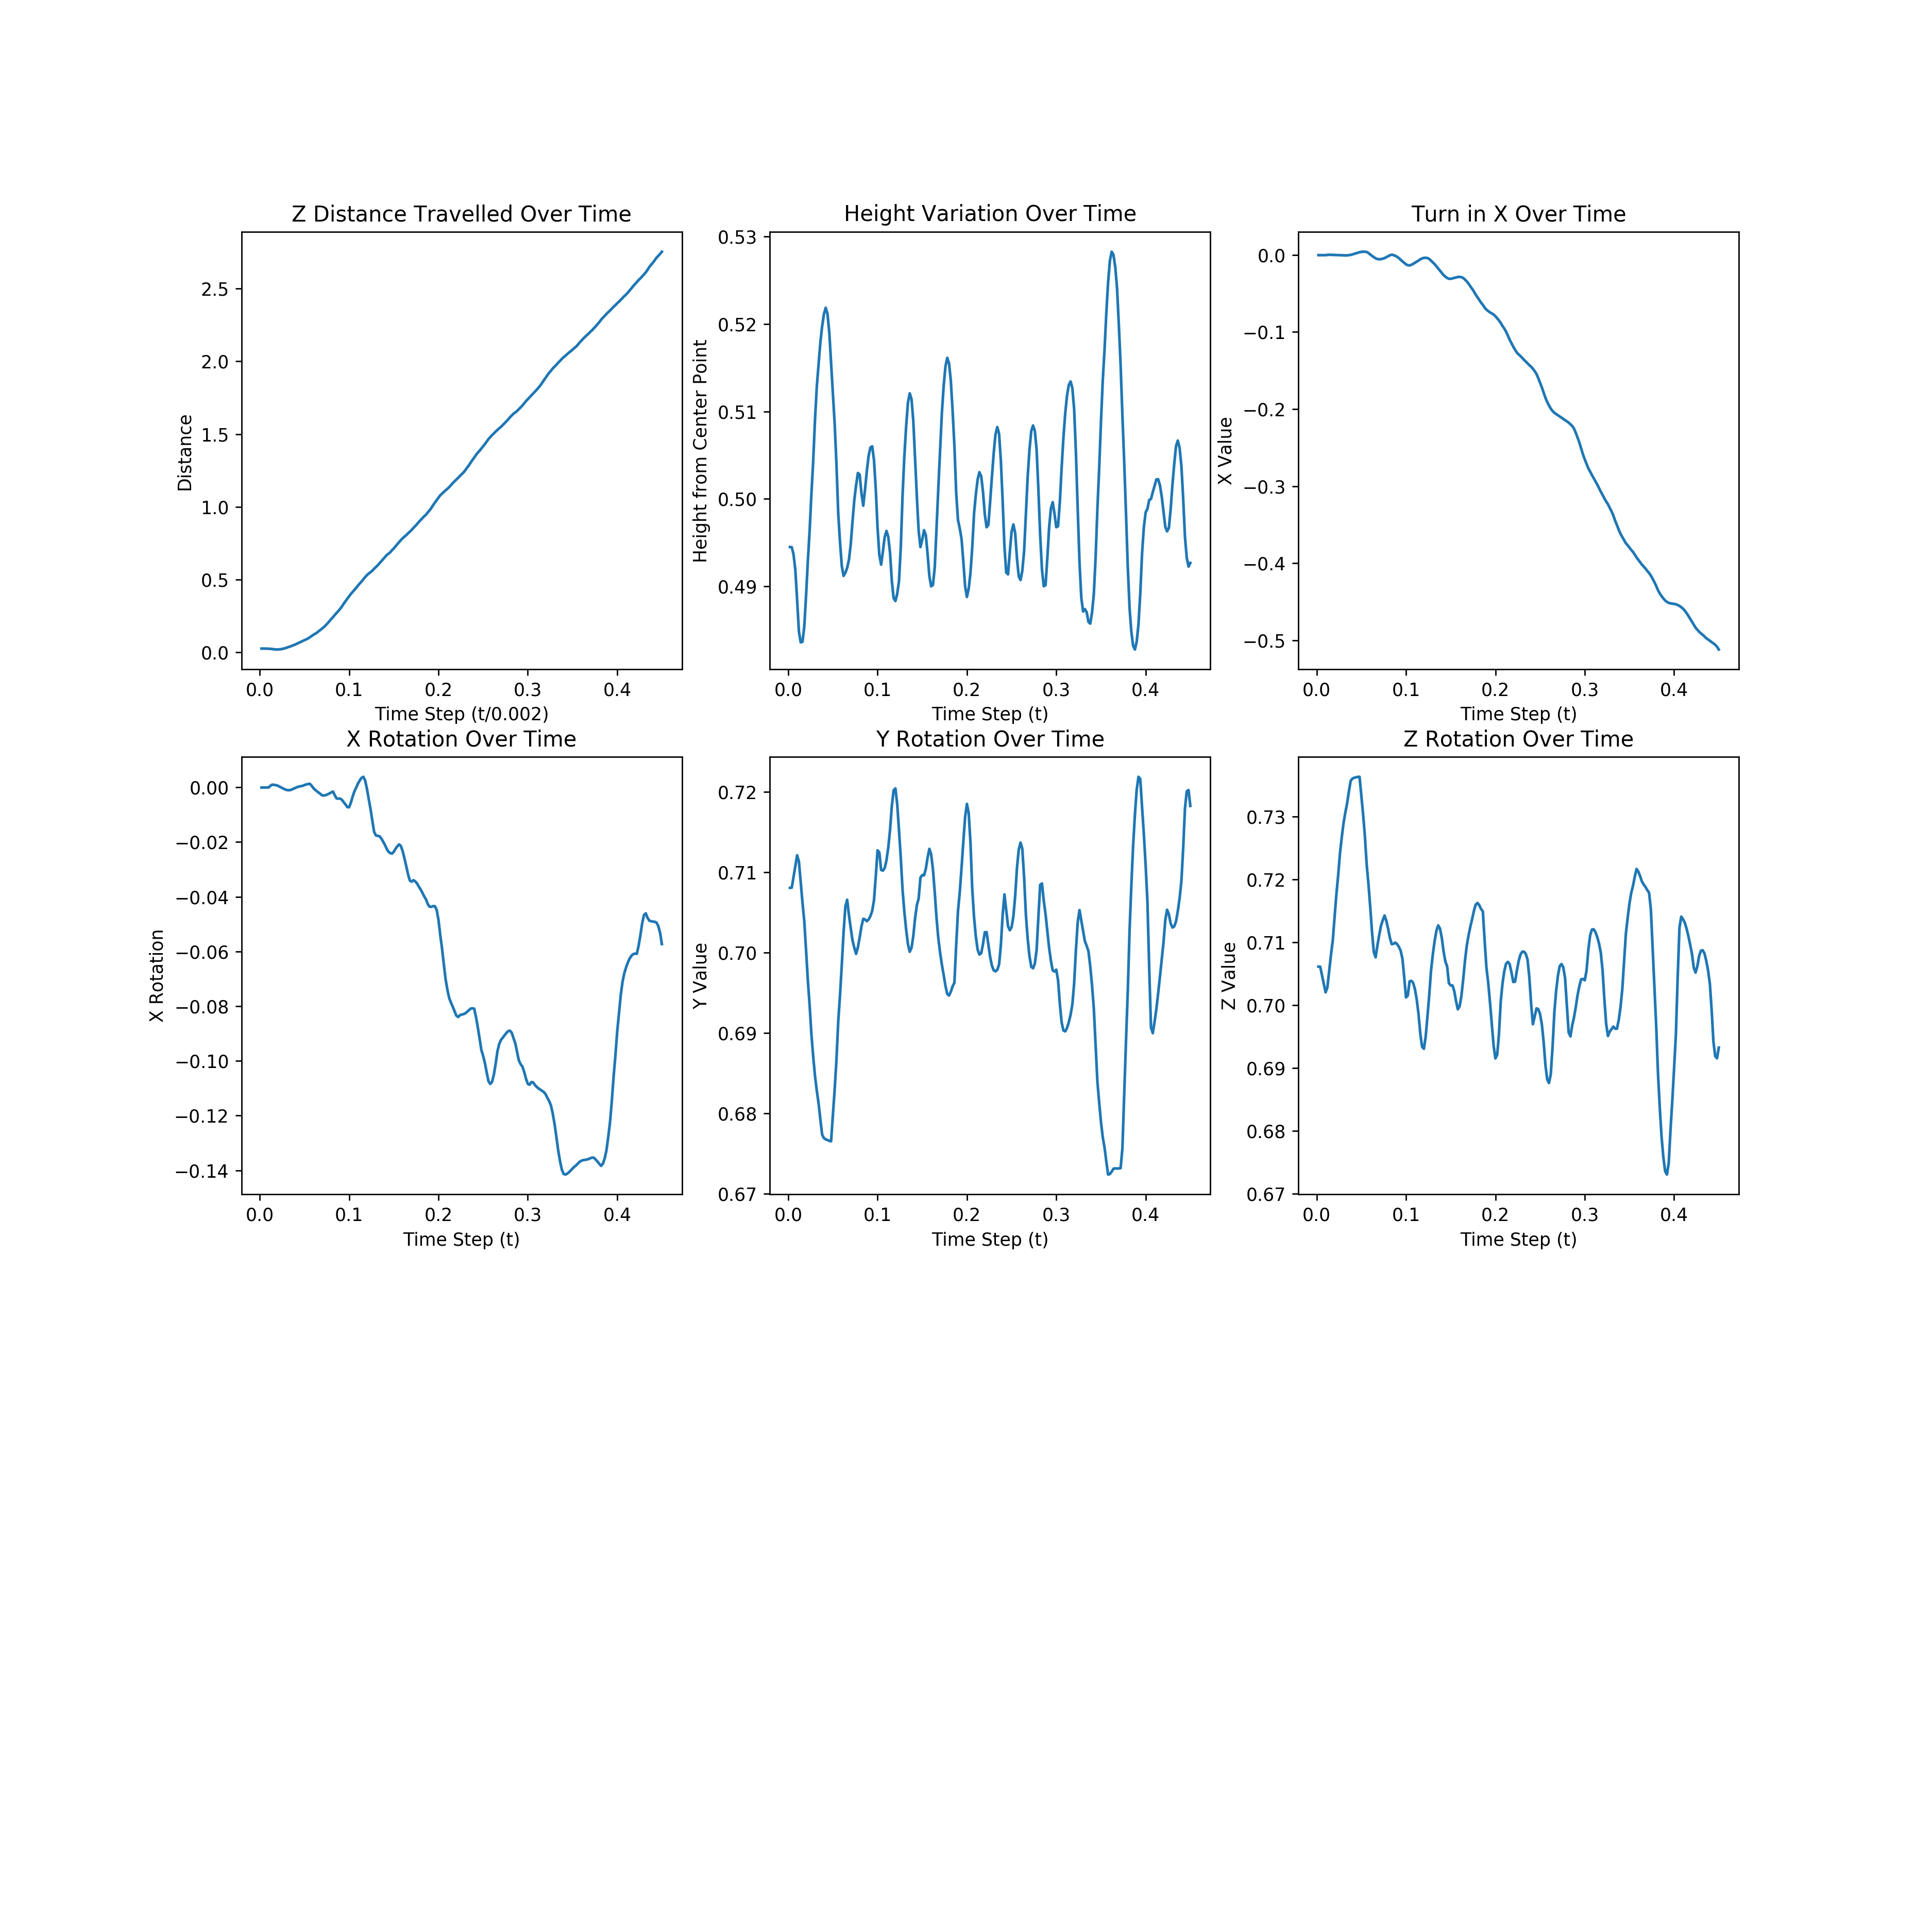 Z Distance Travelled Over Time
Distance
2.5
2.0
1.5
1.0
0.5
0.0
0.0 0.1 0.2 0.3 0.4
Time Step (t/0.002)
Height Variation Over Time
Height from Center Point
0.53
0.52
0.51
0.50
0.49
0.0 0.1 0.2 0.3 0.4
Time Step (t)
Turn in X Over Time
X Value
0.0
−0.1
−0.2
−0.3
−0.4
−0.5
0.0 0.1 0.2 0.3 0.4
Time Step (t)
X Rotation Over Time
X Rotation
0.00
−0.02
−0.04
−0.06
−0.08
−0.10
−0.12
−0.14
0.0 0.1 0.2 0.3 0.4
Time Step (t)
Y Rotation Over Time
Y Value
0.72
0.71
0.70
0.69
0.68
0.67
0.0 0.1 0.2 0.3 0.4
Time Step (t)
Z Rotation Over Time
Z Value
0.73
0.72
0.71
0.70
0.69
0.68
0.67
0.0 0.1 0.2 0.3 0.4
Time Step (t)